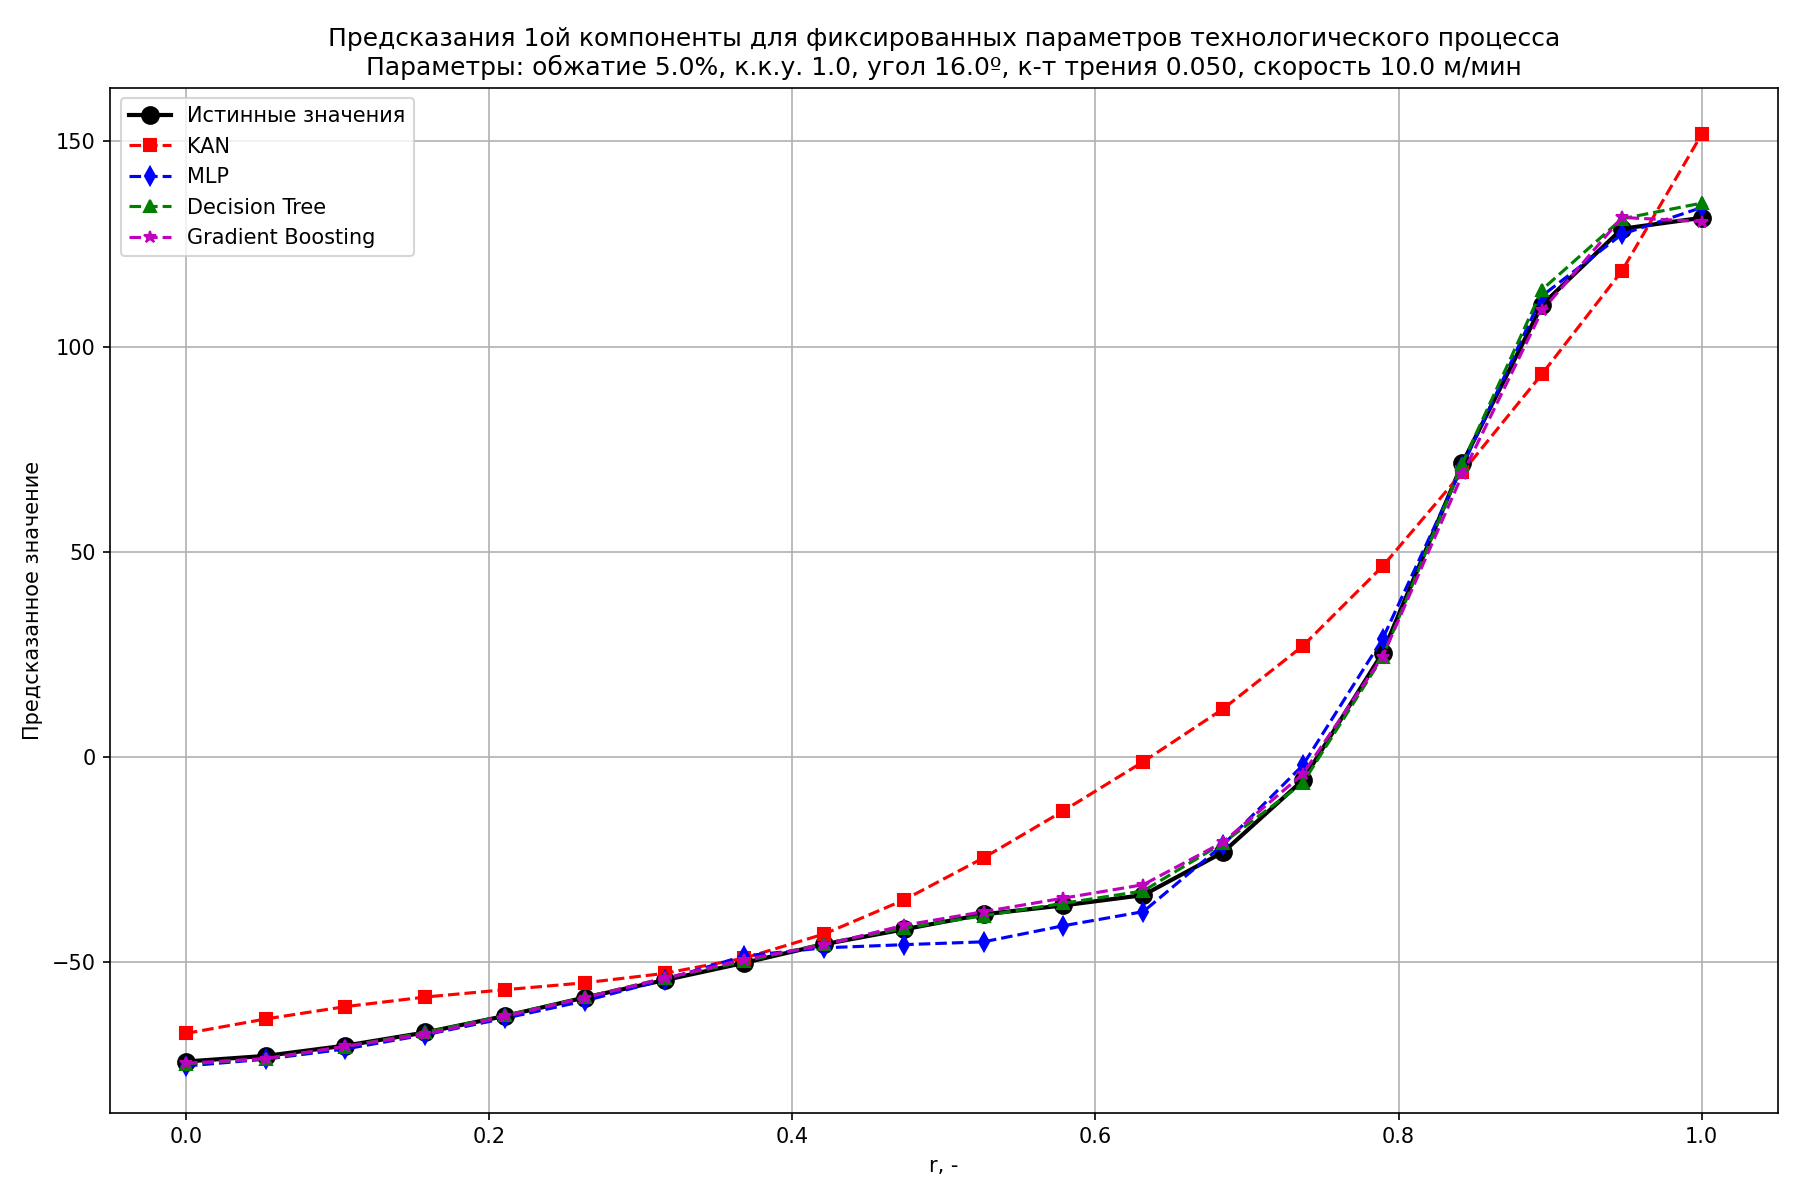 Предсказания 1ой компоненты для фиксированных параметров технологического процесса
Параметры: обжатие 5.0%, к.к.у. 1.0, угол 16.0º, к-т трения 0.050, скорость 10.0 м/мин
Истинные значения
KAN
MLP
Decision Tree
Gradient Boosting
Предсказанное значение
150
100
50
0
−50
0.0 0.2 0.4 0.6 0.8 1.0
r, -